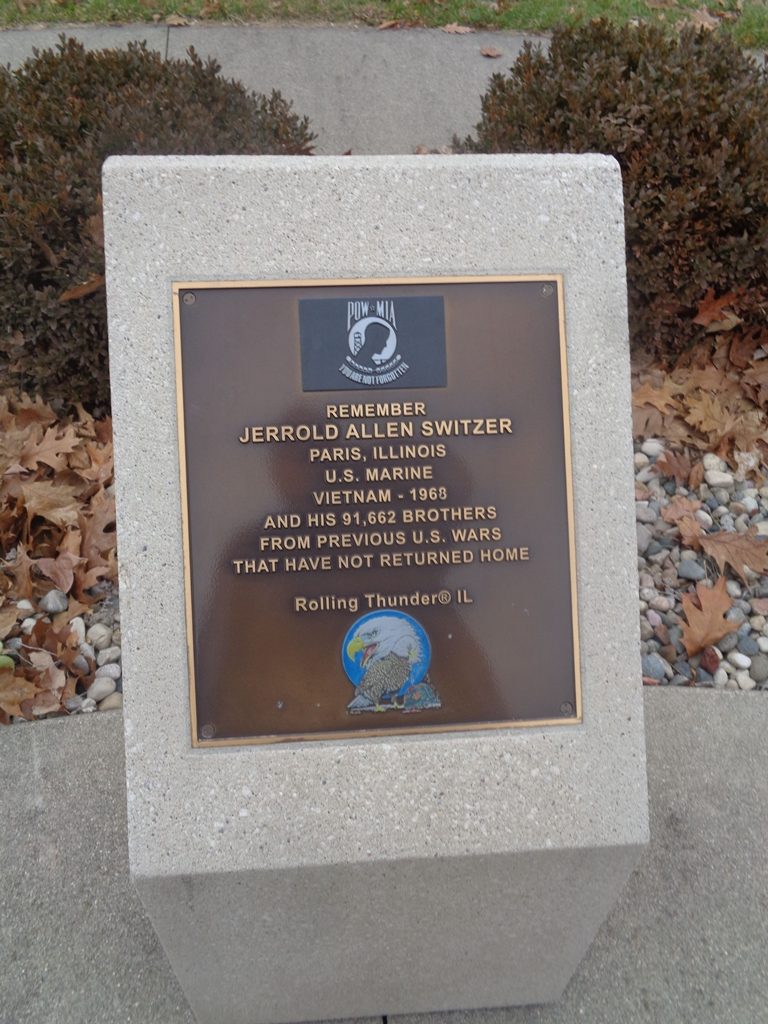 POW ★ MIA
YOU ARE NOT FORGOTTEN
REMEMBER
JERROLD ALLEN SWITZER
PARIS, ILLINOIS
U.S. MARINE
VIETNAM - 1968
AND HIS 91,662 BROTHERS
FROM PREVIOUS U.S. WARS
THAT HAVE NOT RETURNED HOME
Rolling Thunder® IL